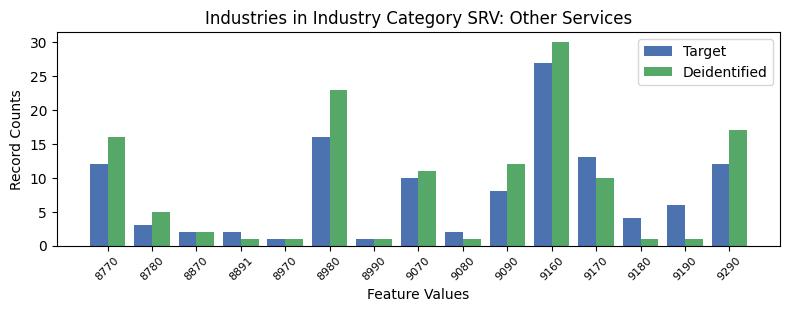 Industries in Industry Category SRV: Other Services
Record Counts
30
25
20
15
10
5
0
Target
Deidentified
8770 8780 8870 8891 8970 8980 8990 9070 9080 9090 9160 9170 9180 9190 9290
Feature Values